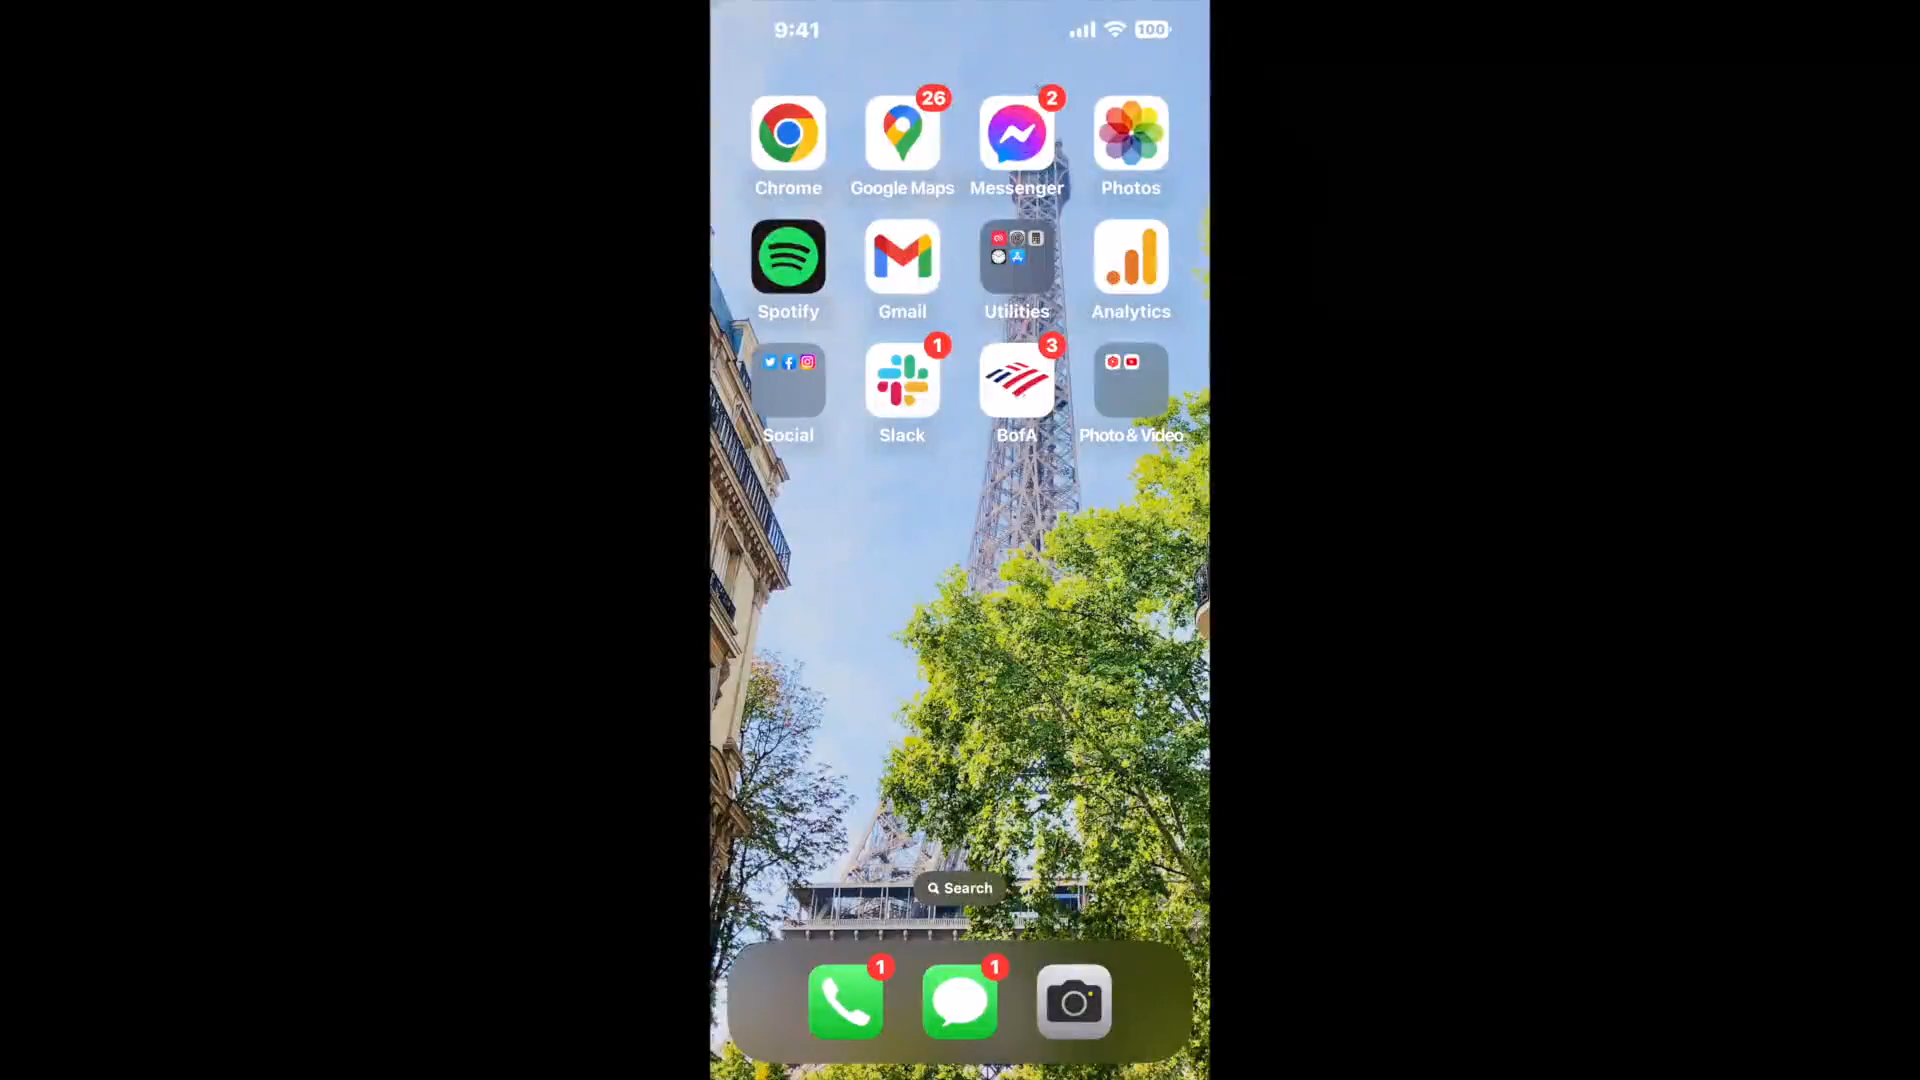 9:41 100
26 2
Chrome Google Maps Messenger Photos
Spotify Gmail Utilities Analytics
1 3
Social Slack BofA Photo & Video
Search
1 1